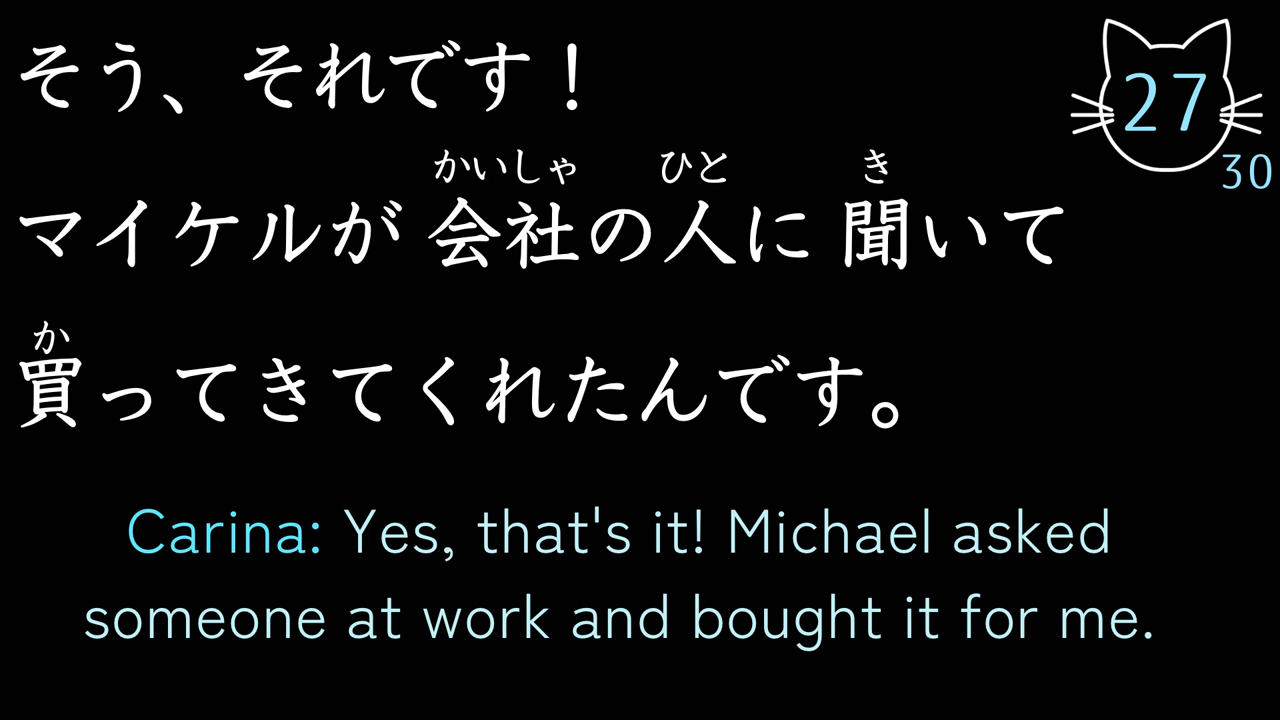 そう、それです！
27
30
かいしゃ ひと き
マイケルが 会社の人に 聞いて
か
買ってきてくれたんです。
Carina: Yes, that's it! Michael asked
someone at work and bought it for me.